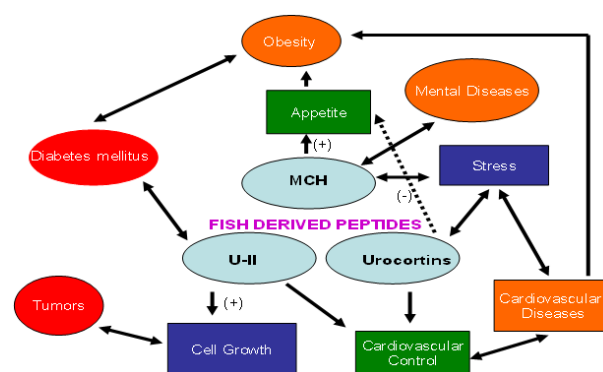 Obesity
Mental Diseases
Appetite
(+)
Diabetes mellitus
Stress
MCH
(-)
FISH DERIVED PEPTIDES
U-II
Urocortins
Tumors
(+)
Cardiovascular
Diseases
Cell Growth
Cardiovascular
Control